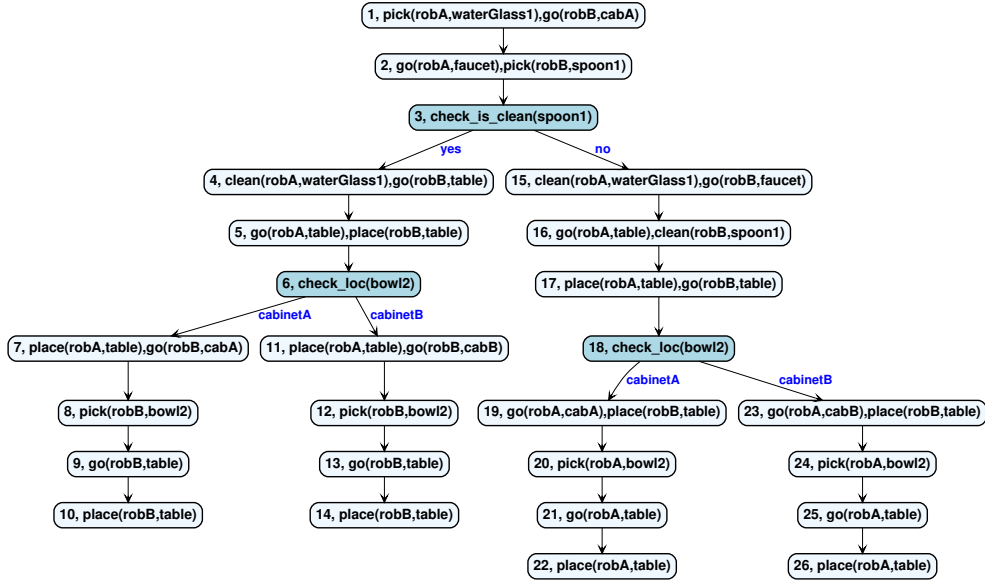 1, pick(robA,waterGlass1),go(robB,cabA)
2, go(robA,faucet),pick(robB,spoon1)
3, check_is_clean(spoon1)
yes
no
4, clean(robA,waterGlass1),go(robB,table)
15, clean(robA,waterGlass1),go(robB,faucet)
5, go(robA,table),place(robB,table)
16, go(robA,table),clean(robB,spoon1)
6, check_loc(bowl2)
17, place(robA,table),go(robB,table)
cabinetA
cabinetB
7, place(robA,table),go(robB,cabA)
11, place(robA,table),go(robB,cabB)
18, check_loc(bowl2)
cabinetA
cabinetB
8, pick(robB,bowl2)
12, pick(robB,bowl2)
19, go(robA,cabA),place(robB,table)
23, go(robA,cabB),place(robB,table)
9, go(robB,table)
13, go(robB,table)
20, pick(robA,bowl2)
24, pick(robA,bowl2)
10, place(robB,table)
14, place(robB,table)
21, go(robA,table)
25, go(robA,table)
22, place(robA,table)
26, place(robA,table)